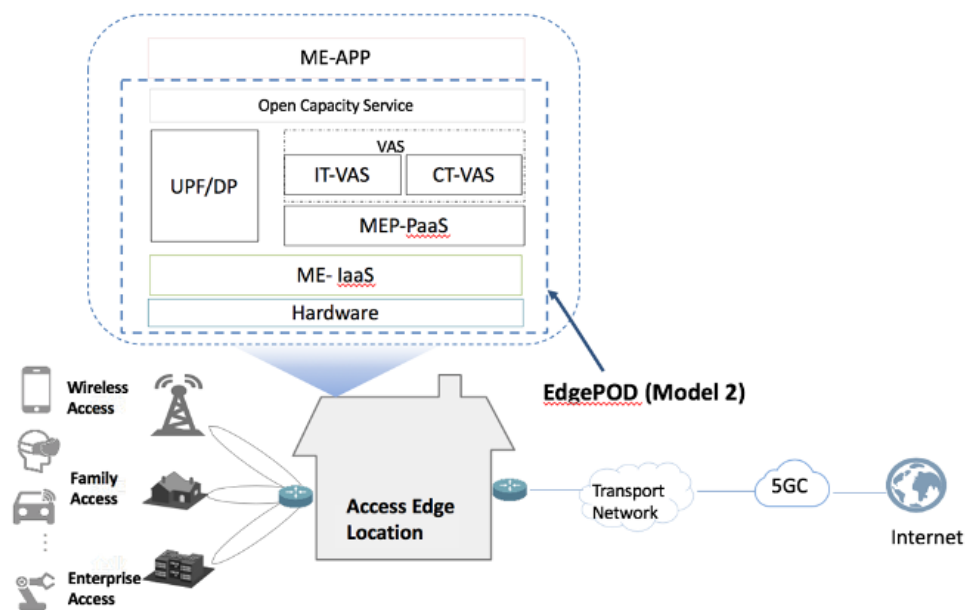 ME-APP
Open Capacity Service
UPF/DP
VAS
IT-VAS
CT-VAS
MEP-PaaS
ME- IaaS
Hardware
EdgePOD (Model 2)
Wireless
Access
Family
Access
Enterprise
Access
Access Edge
Location
Transport
Network
5GC
Internet